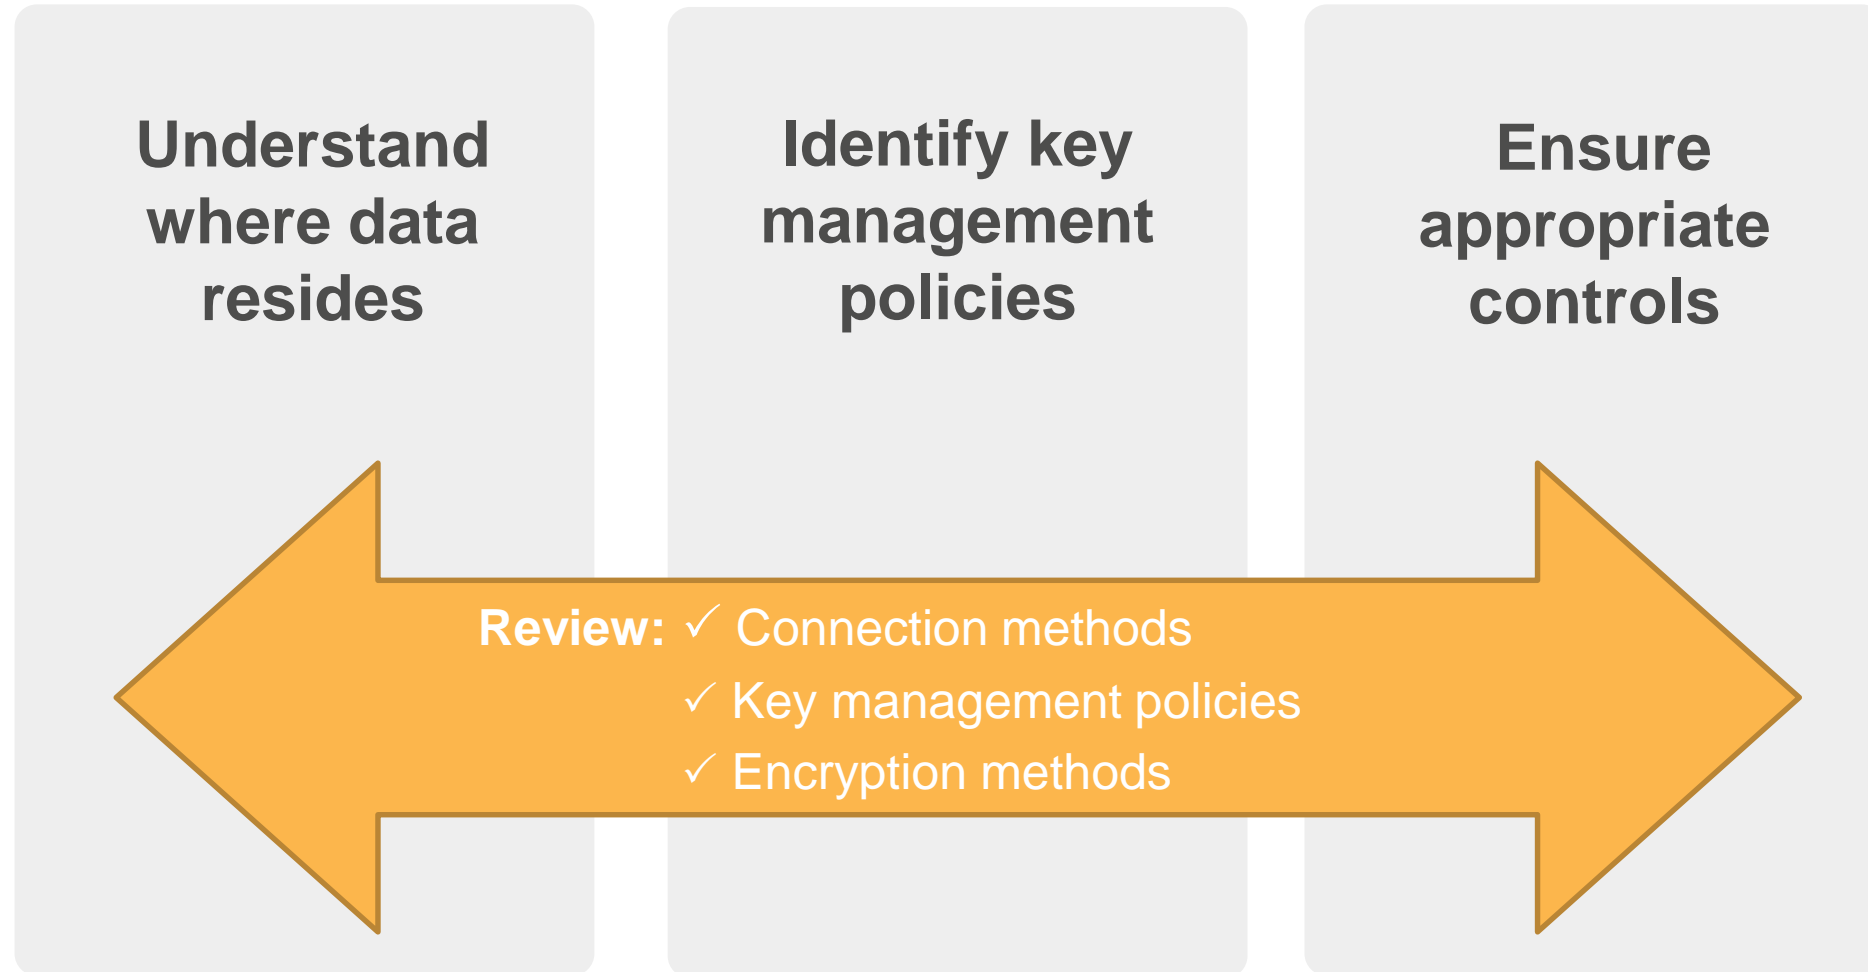 Understand
where data
resides
Identify key
management
policies
Ensure
appropriate
controls
Review: ✓ Connection methods
✓ Key management policies
✓ Encryption methods